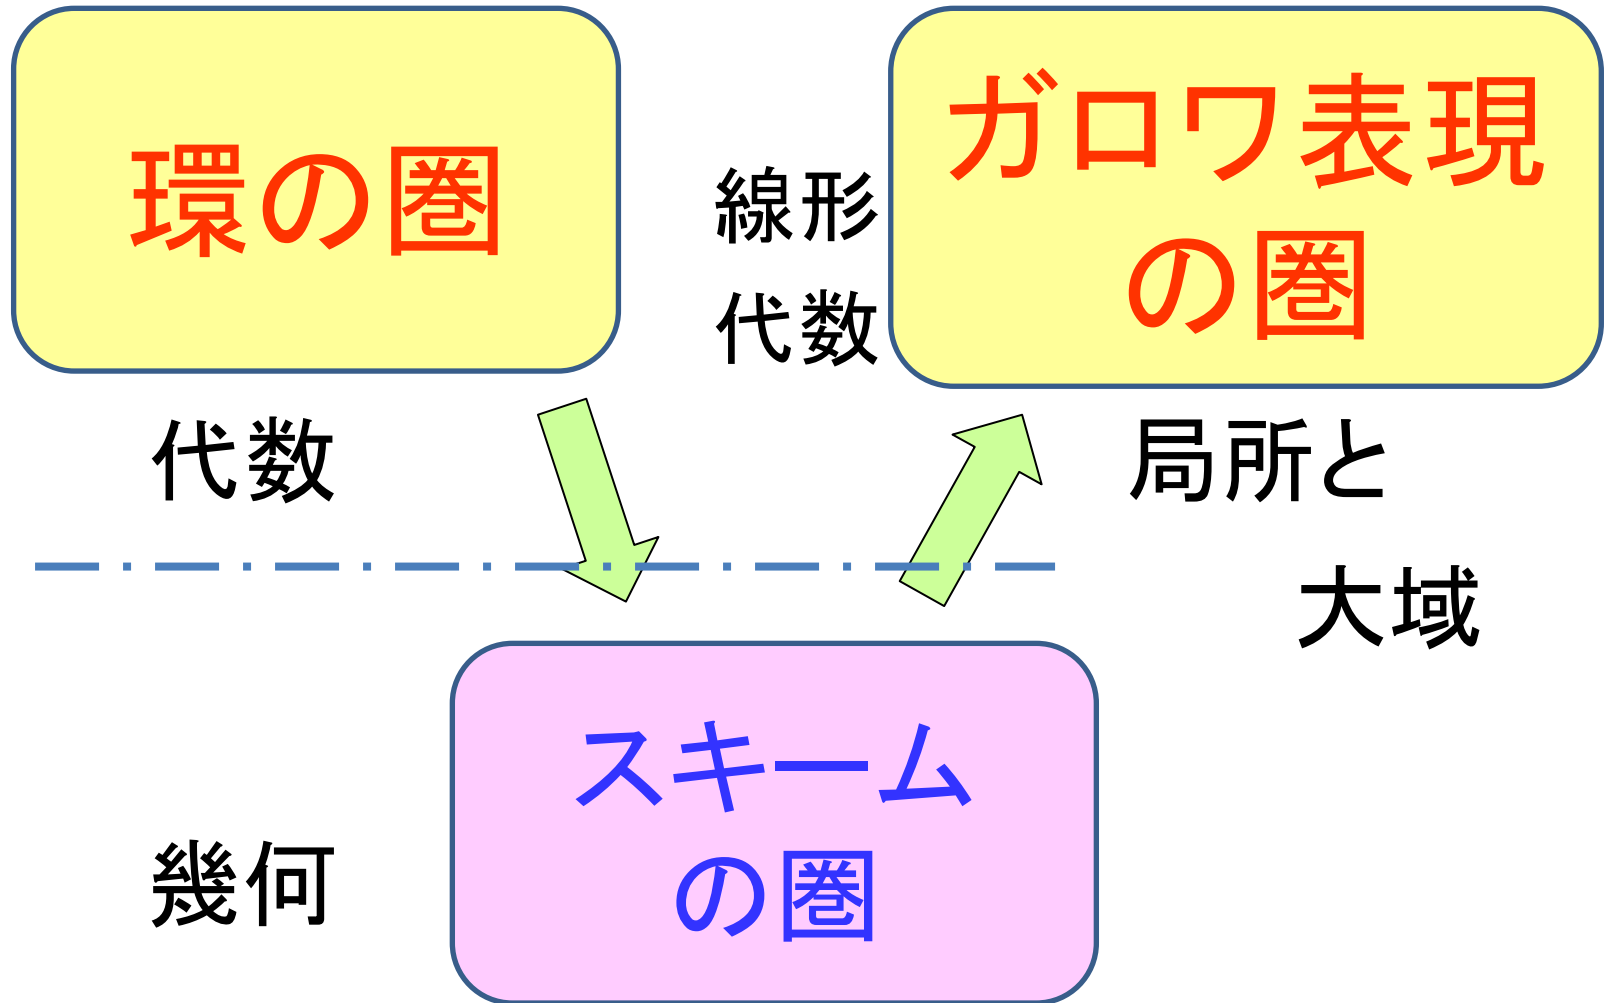 環の圏
ガロワ表現
の圏
線形
代数
代数
局所と
大域
スキーム
の圏
幾何